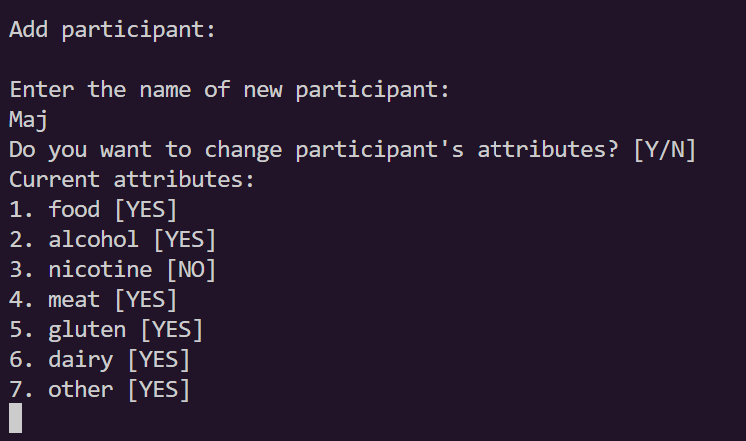 Add participant:
Enter the name of new participant:
Maj
Do you want to change participant's attributes? [Y/N]
Current attributes:
1. food [YES]
2. alcohol [YES]
3. nicotine [NO]
4. meat [YES]
5. gluten [YES]
6. dairy [YES]
7. other [YES]